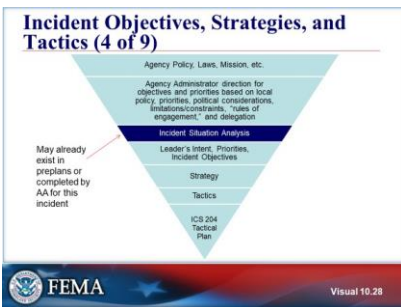 Incident Objectives, Strategies, and
Tactics (4 of 9)
Agency Policy, Laws, Mission, etc.
Agency Administrator direction for
objectives and priorities based on local
policy, priorities, political considerations,
limitations/constraints, “rules of
engagement,” and delegation
Incident Situation Analysis
May already
exist in
preplans or
completed by
AA for this
incident
Leader’s Intent, Priorities,
Incident Objectives
Strategy
Tactics
ICS 204
Tactical
Plan
FEMA
Visual 10.28